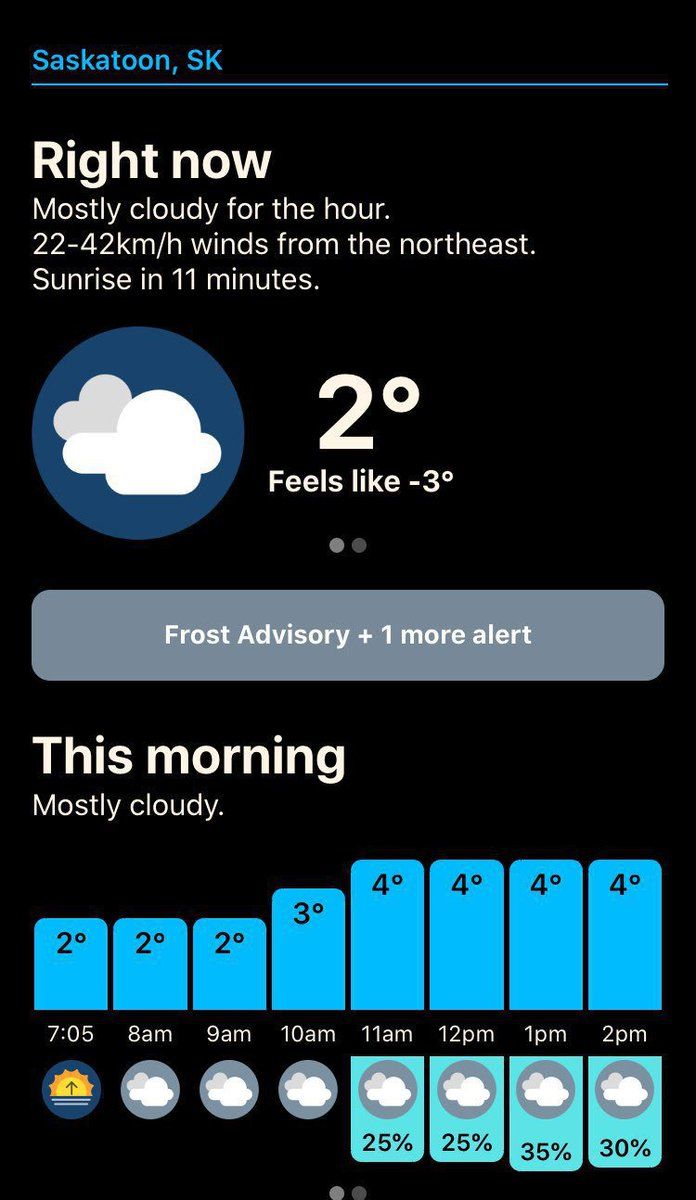 Saskatoon, SK
Right now
Mostly cloudy for the hour.
22-42km/h winds from the northeast.
Sunrise in 11 minutes.
2°
Feels like -3°
Frost Advisory + 1 more alert
This morning
Mostly cloudy.
2° 2° 2° 3° 4° 4° 4° 4°
7:05 8am 9am 10am 11am 12pm 1pm 2pm
25% 25% 35% 30%